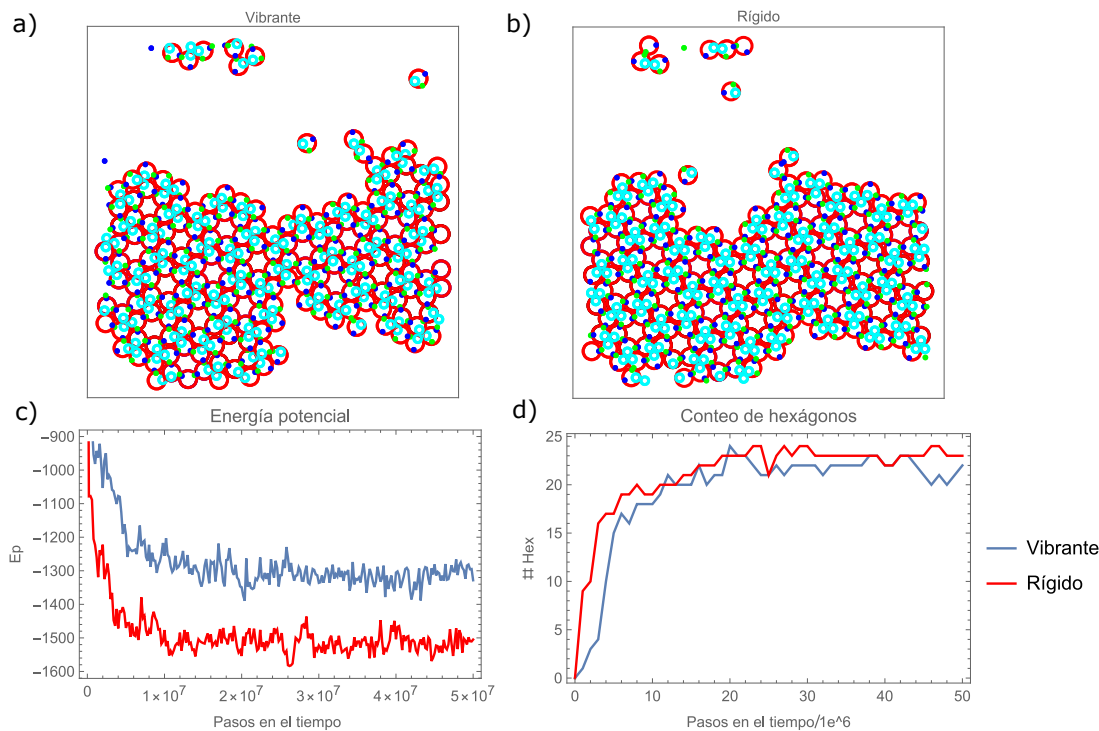 a) Vibrante
b) Rígido
c) Energía potencial
−900
−1000
−1100
−1200
−1300
−1400
−1500
−1600
Ep
0 1×10^7 2×10^7 3×10^7 4×10^7 5×10^7
Pasos en el tiempo
d) Conteo de hexágonos
25
20
15
10
5
0
# Hex
0 10 20 30 40 50
Pasos en el tiempo/1e^6
Vibrante
Rígido